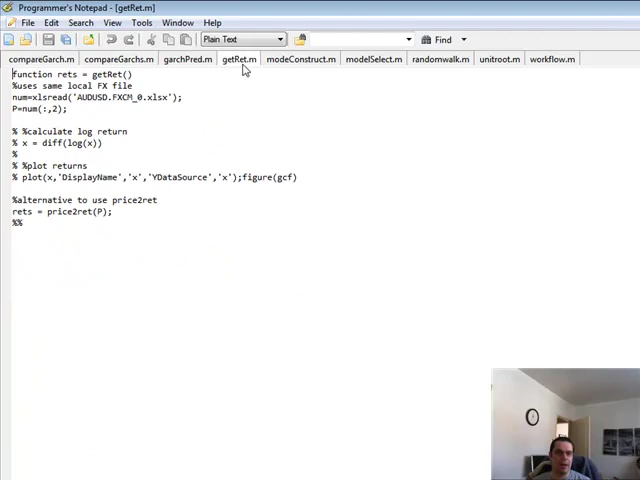 Programmer's Notepad - [getRet.m]
File Edit Search View Tools Window Help
Plain Text Find
compareGarch.m compareGarchs.m garchPred.m getRet.m modeConstruct.m modelSelect.m randomwalk.m unitroot.m workflow.m
function rets = getRet()
%uses same local FX file
num=xlsread('AUDUSD.FXCM_0.xlsx');
P=num(:,2);
% %calculate log return
% x = diff(log(x))
%
% %plot returns
% plot(x,'DisplayName','x','YDataSource','x');figure(gcf)
%alternative to use price2ret
rets = price2ret(P);
%%